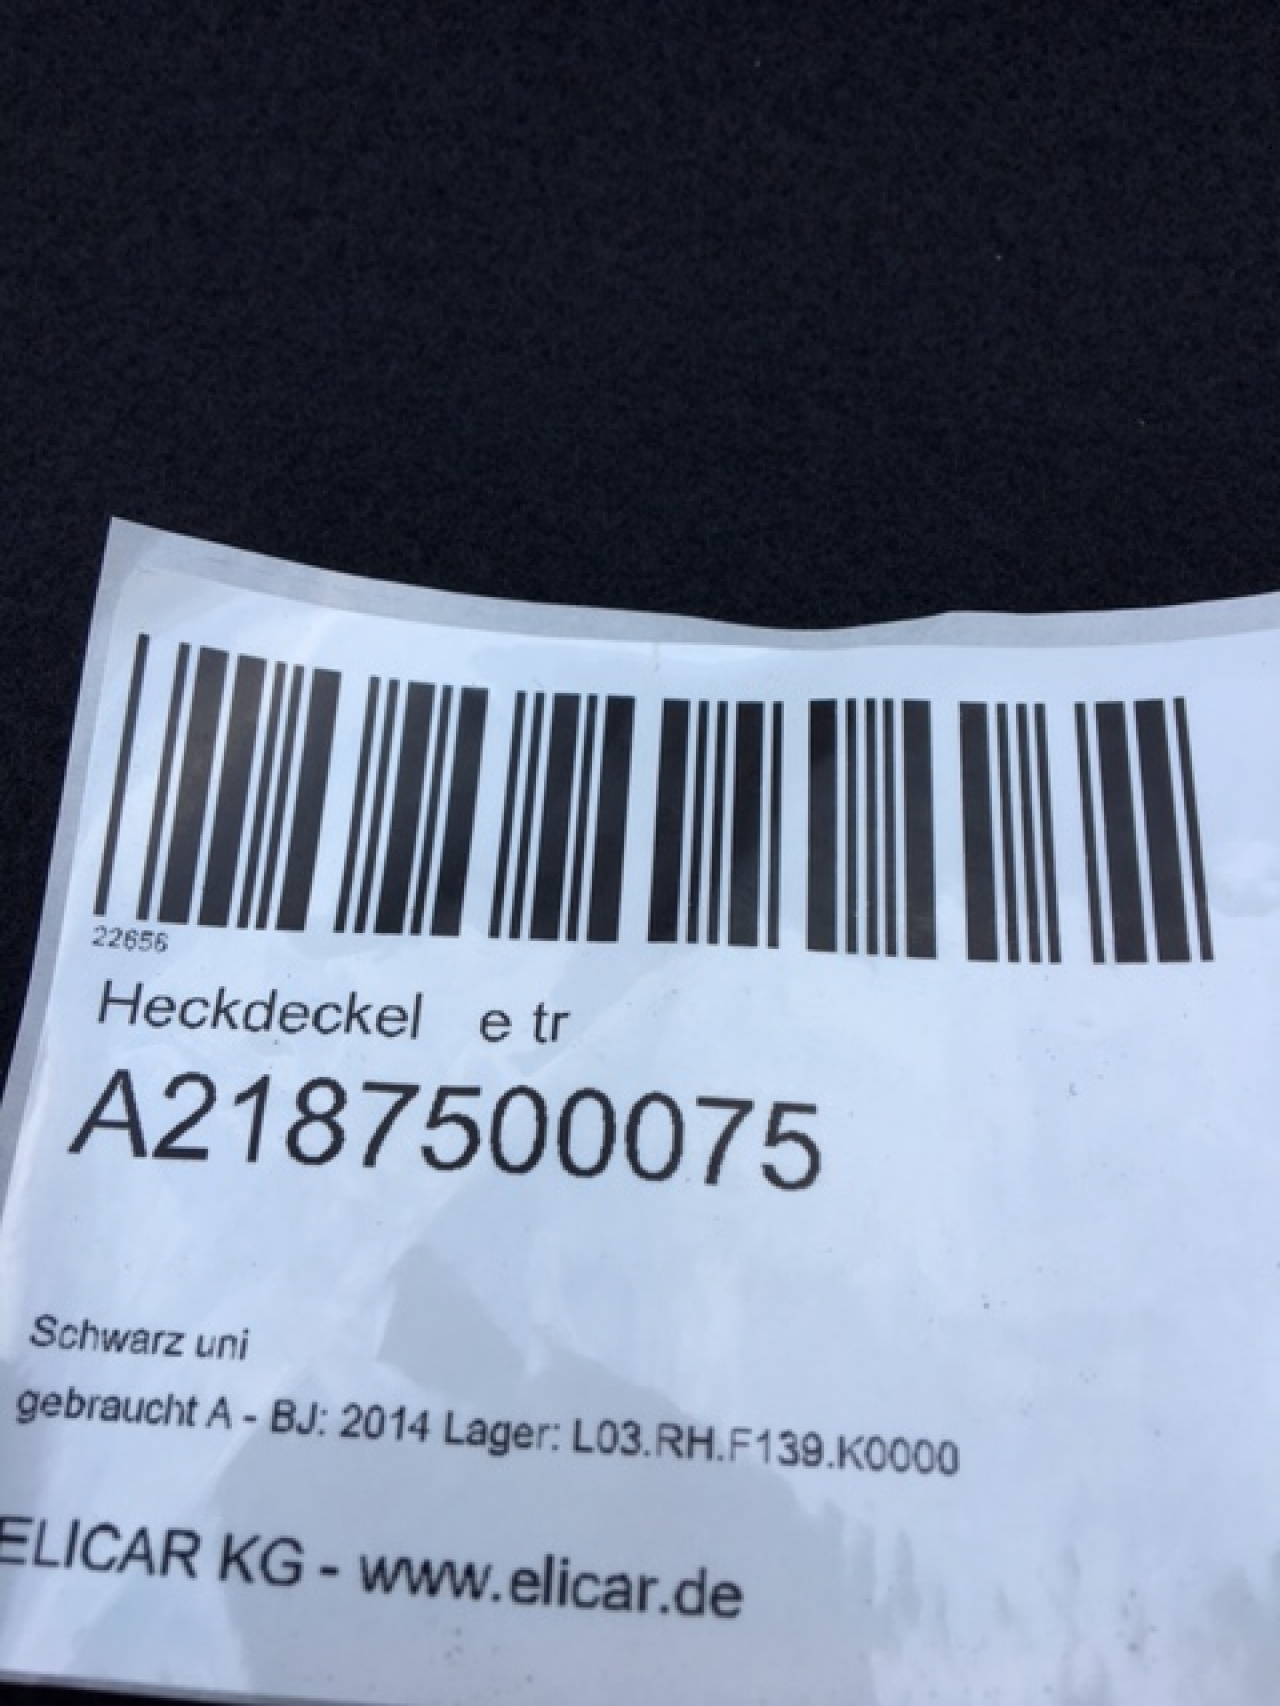 22656
Heckdeckel e tr
A2187500075
Schwarz uni
gebraucht A - BJ: 2014 Lager: L03.RH.F139.K0000
ELICAR KG - www.elicar.de